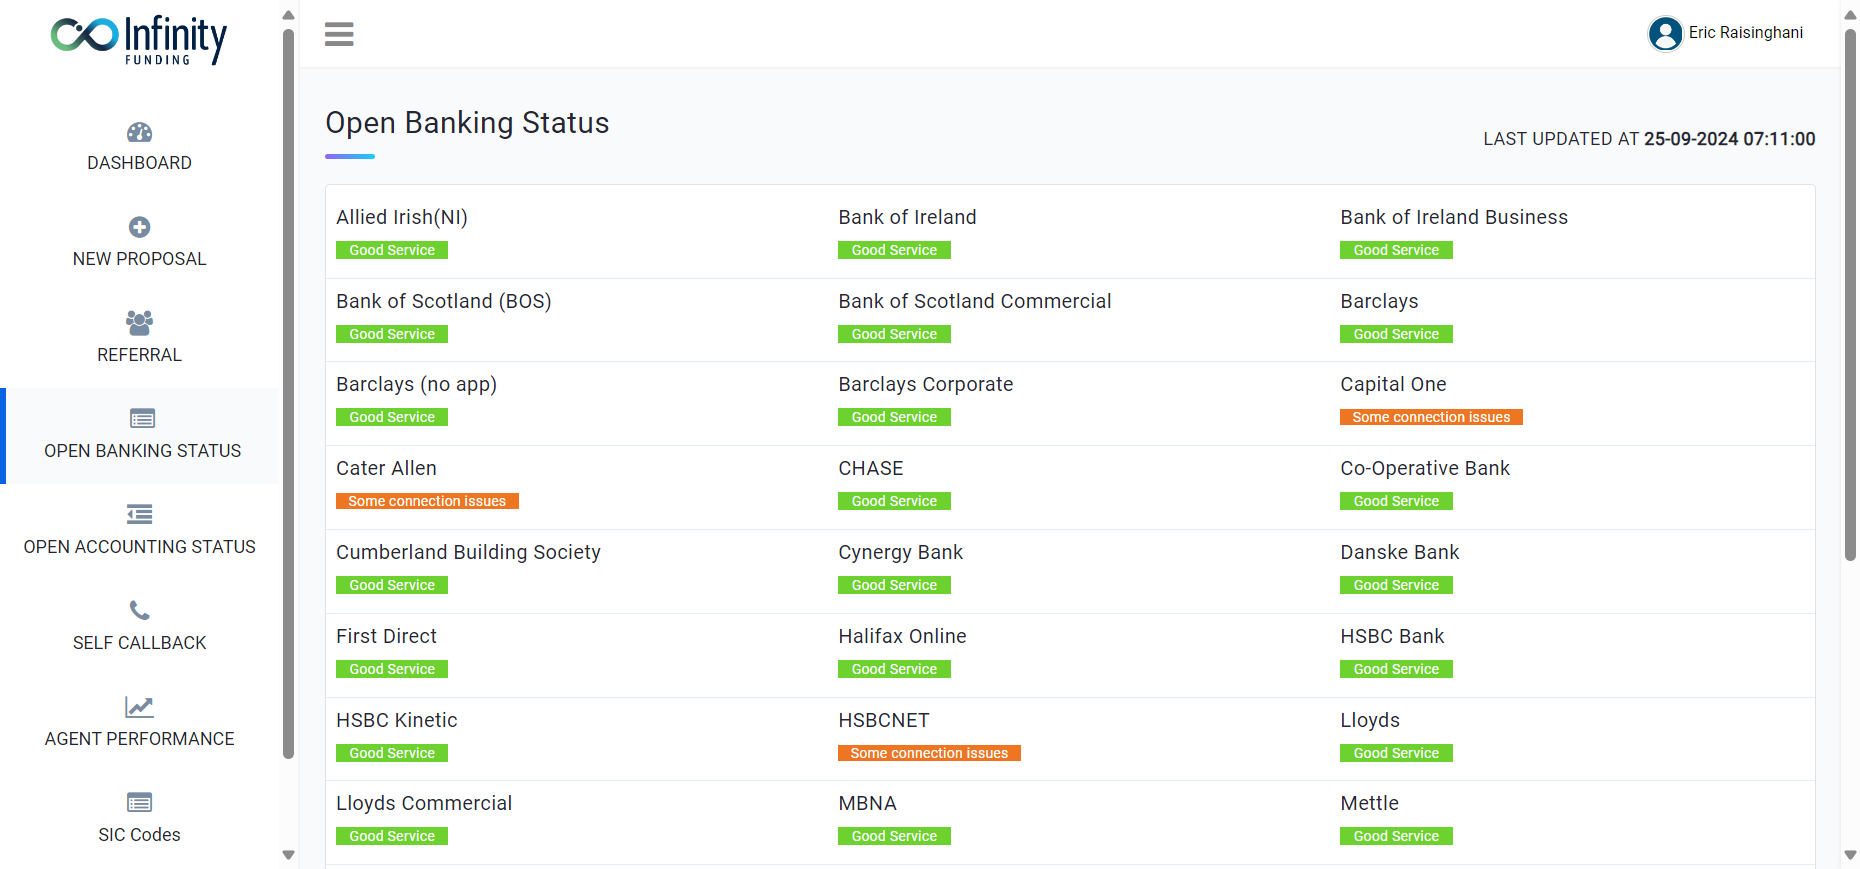 Infinity
FUNDING
Eric Raisinghani
DASHBOARD
NEW PROPOSAL
REFERRAL
OPEN BANKING STATUS
OPEN ACCOUNTING STATUS
SELF CALLBACK
AGENT PERFORMANCE
SIC Codes
Open Banking Status
LAST UPDATED AT 25-09-2024 07:11:00
Allied Irish(NI)
Good Service
Bank of Ireland
Good Service
Bank of Ireland Business
Good Service
Bank of Scotland (BOS)
Good Service
Bank of Scotland Commercial
Good Service
Barclays
Good Service
Barclays (no app)
Good Service
Barclays Corporate
Good Service
Capital One
Some connection issues
Cater Allen
Some connection issues
CHASE
Good Service
Co-Operative Bank
Good Service
Cumberland Building Society
Good Service
Cynergy Bank
Good Service
Danske Bank
Good Service
First Direct
Good Service
Halifax Online
Good Service
HSBC Bank
Good Service
HSBC Kinetic
Good Service
HSBCNET
Some connection issues
Lloyds
Good Service
Lloyds Commercial
Good Service
MBNA
Good Service
Mettle
Good Service